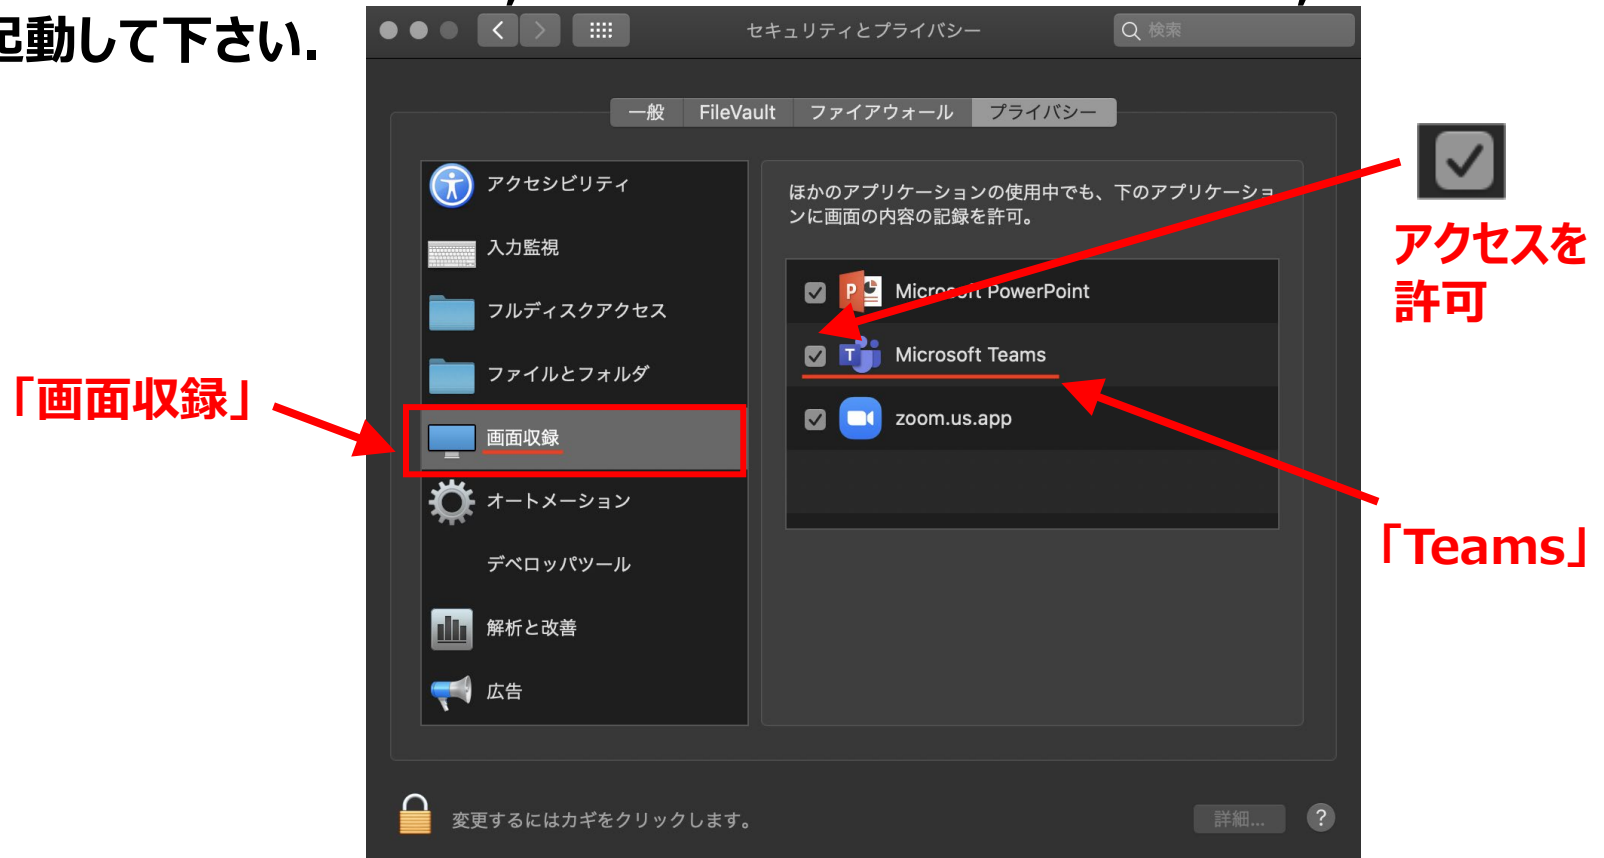 起動して下さい.
セキュリティとプライバシー
検索
一般
FileVault
ファイアウォール
プライバシー
アクセシビリティ
入力監視
フルディスクアクセス
ファイルとフォルダ
画面収録
オートメーション
デベロッパツール
解析と改善
広告
ほかのアプリケーションの使用中でも、下のアプリケーショ
ンに画面の内容の記録を許可。
Microsoft PowerPoint
Microsoft Teams
zoom.us.app
アクセスを
許可
「画面収録」
「Teams」
変更するにはカギをクリックします。
詳細...
?